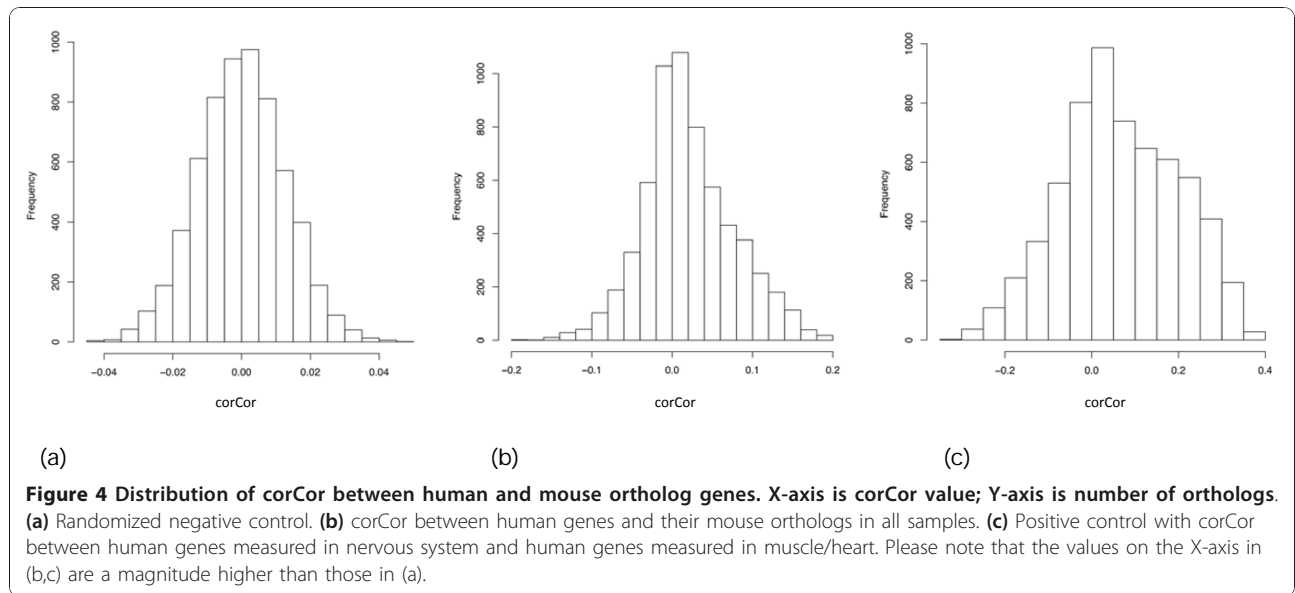 Frequency
0 200 400 600 800 1000
−0.04 −0.02 0.00 0.02 0.04
corCor
(a)
Frequency
0 200 400 600 800 1000
−0.2 −0.1 0.0 0.1 0.2
corCor
(b)
Frequency
0 200 400 600 800 1000
−0.2 0.0 0.2 0.4
corCor
(c)
Figure 4 Distribution of corCor between human and mouse ortholog genes. X-axis is corCor value; Y-axis is number of orthologs.
(a) Randomized negative control. (b) corCor between human genes and their mouse orthologs in all samples. (c) Positive control with corCor
between human genes measured in nervous system and human genes measured in muscle/heart. Please note that the values on the X-axis in
(b,c) are a magnitude higher than those in (a).